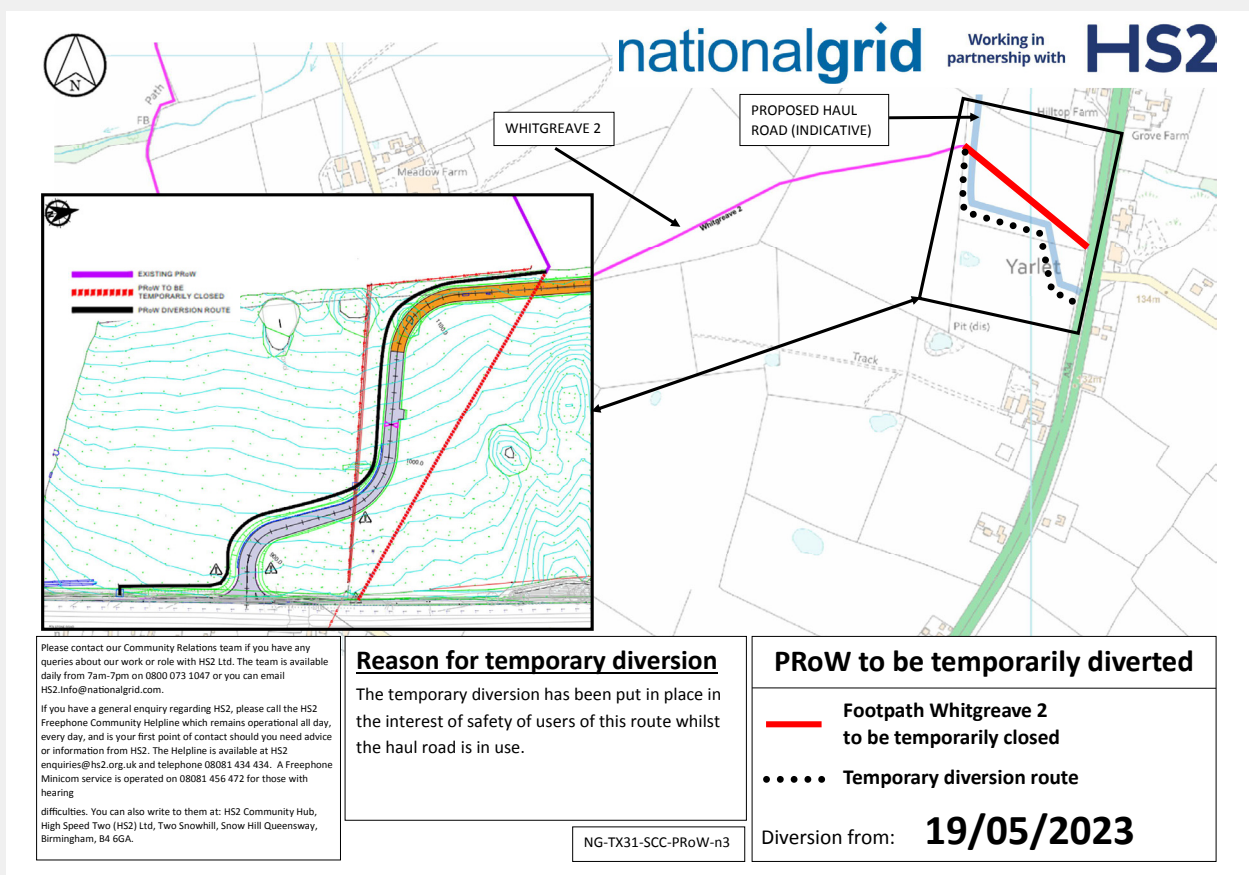 nationalgrid
Working in
partnership with
HS2
N
Path
FB
Meadow Farm
WHITGREAVE 2
PROPOSED HAUL
ROAD (INDICATIVE)
Hilltop Farm
Grove Farm
Whitgreave 2
Yarlet
134m
Pit (dis)
Track
EXISTING PRoW
PRoW TO BE
TEMPORARILY CLOSED
PRoW DIVERSION ROUTE
1100.0
1000.0
900.0
Please contact our Community Relations team if you have any
queries about our work or role with HS2 Ltd. The team is available
daily from 7am-7pm on 0800 073 1047 or you can email
HS2.Info@nationalgrid.com.
If you have a general enquiry regarding HS2, please call the HS2
Freephone Community Helpline which remains operational all day,
every day, and is your first point of contact should you need advice
or information from HS2. The Helpline is available at HS2
enquiries@hs2.org.uk and telephone 08081 434 434. A Freephone
Minicom service is operated on 08081 456 472 for those with
hearing
difficulties. You can also write to them at: HS2 Community Hub,
High Speed Two (HS2) Ltd, Two Snowhill, Snow Hill Queensway,
Birmingham, B4 6GA.
Reason for temporary diversion
The temporary diversion has been put in place in
the interest of safety of users of this route whilst
the haul road is in use.
NG-TX31-SCC-PRoW-n3
PRoW to be temporarily diverted
Footpath Whitgreave 2
to be temporarily closed
Temporary diversion route
Diversion from: 19/05/2023